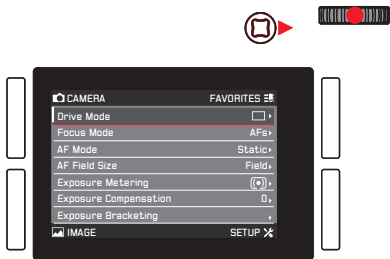 CAMERA FAVORITES
Drive Mode
Focus Mode AFs
AF Mode Static
AF Field Size Field
Exposure Metering
Exposure Compensation 0
Exposure Bracketing
IMAGE SETUP